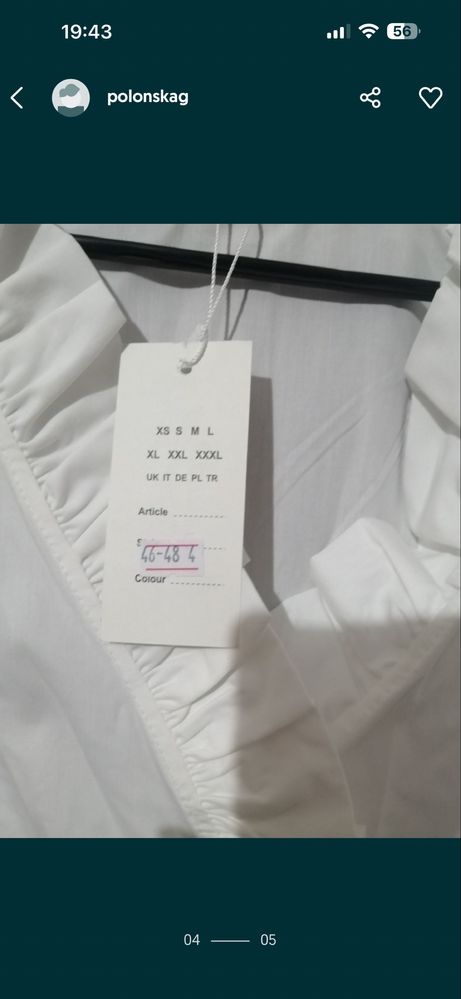 19:43
56
polonskag
XS S M L
XL XXL XXXL
UK IT DE PL TR
Article
46-48 4
Colour
04
05